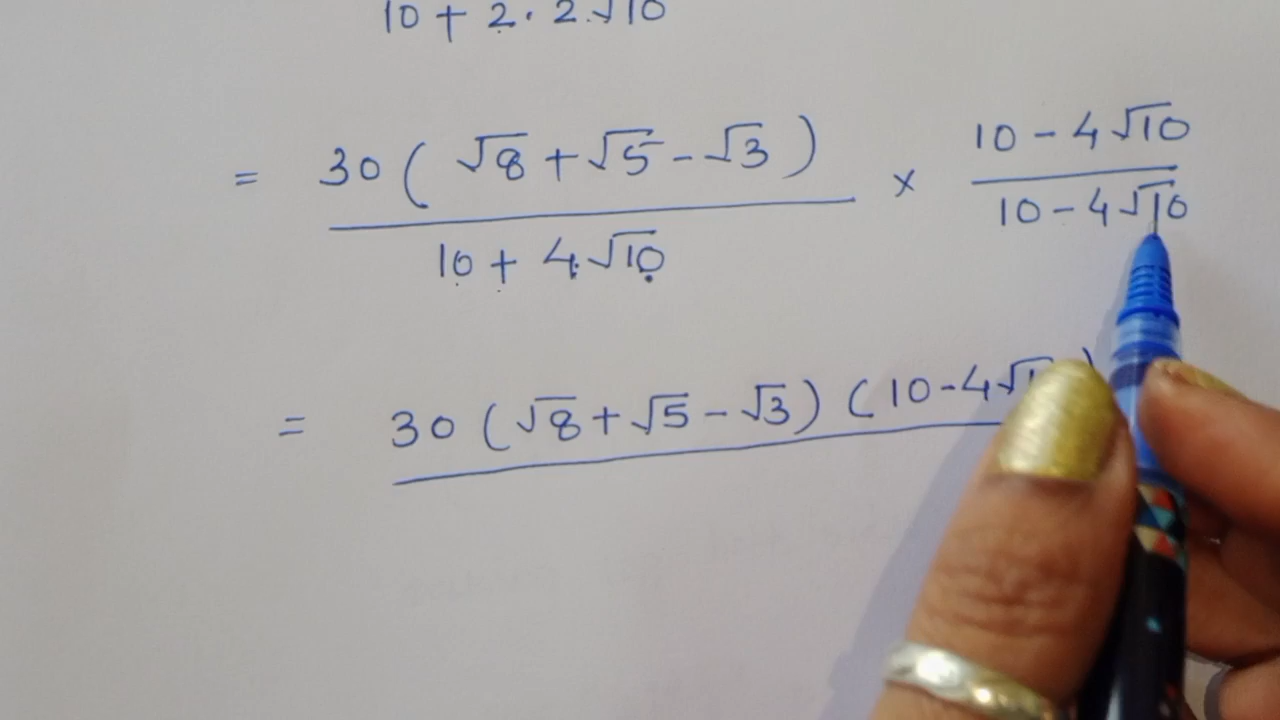 10 + 2 . 2 √10
= 30 ( √8 + √5 - √3 ) / 10 + 4 √10 × 10 - 4 √10 / 10 - 4 √10
= 30 ( √8 + √5 - √3 ) ( 10 - 4 √1